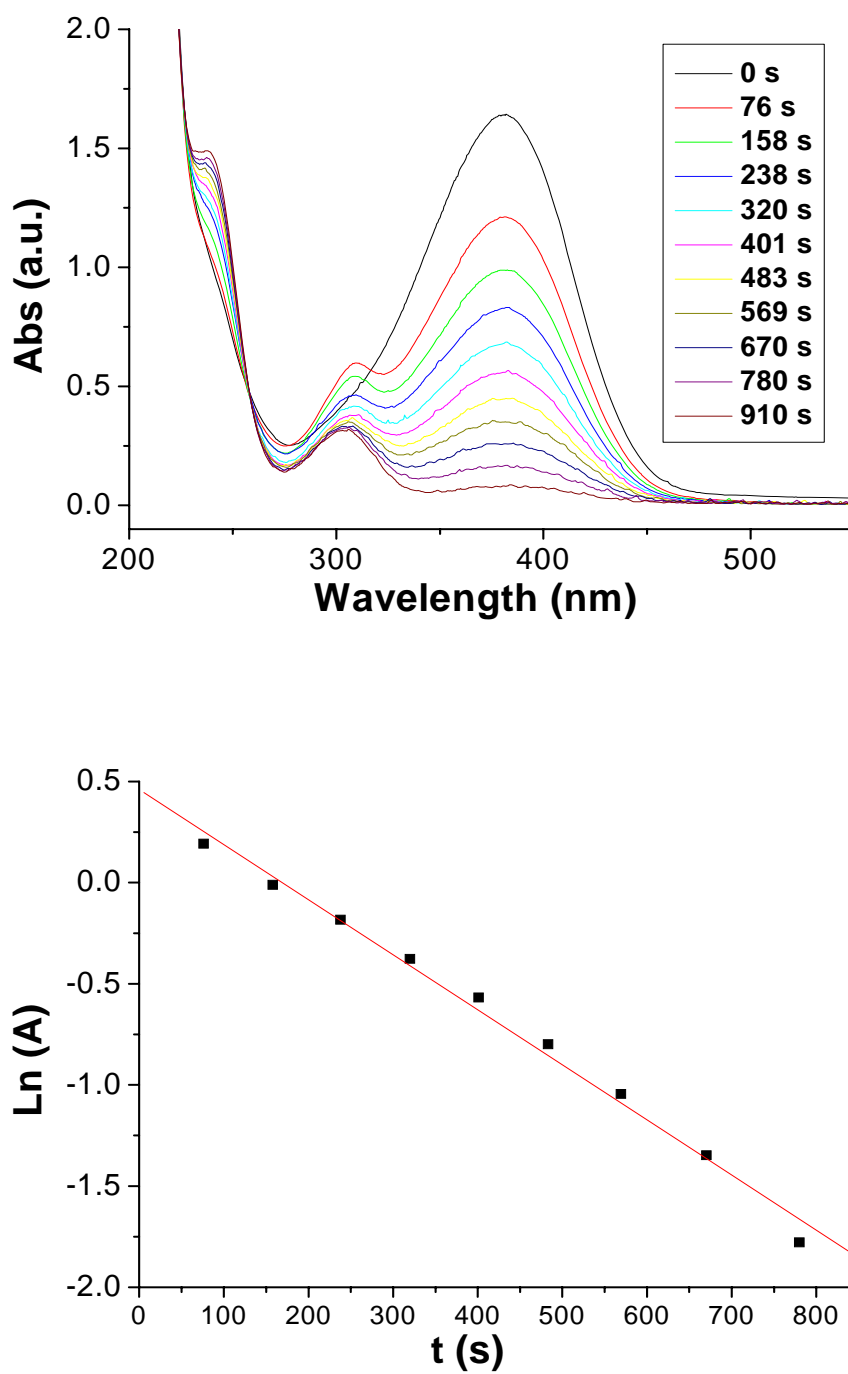 2.0
1.5
1.0
0.5
0.0
Abs (a.u.)
0 s
76 s
158 s
238 s
320 s
401 s
483 s
569 s
670 s
780 s
910 s
200 300 400 500
Wavelength (nm)
0.5
0.0
-0.5
-1.0
-1.5
-2.0
Ln (A)
0 100 200 300 400 500 600 700 800
t (s)